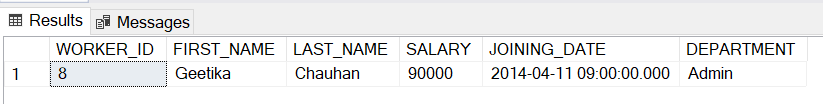 Results Messages
WORKER_ID FIRST_NAME LAST_NAME SALARY JOINING_DATE DEPARTMENT
1 8 Geetika Chauhan 90000 2014-04-11 09:00:00.000 Admin